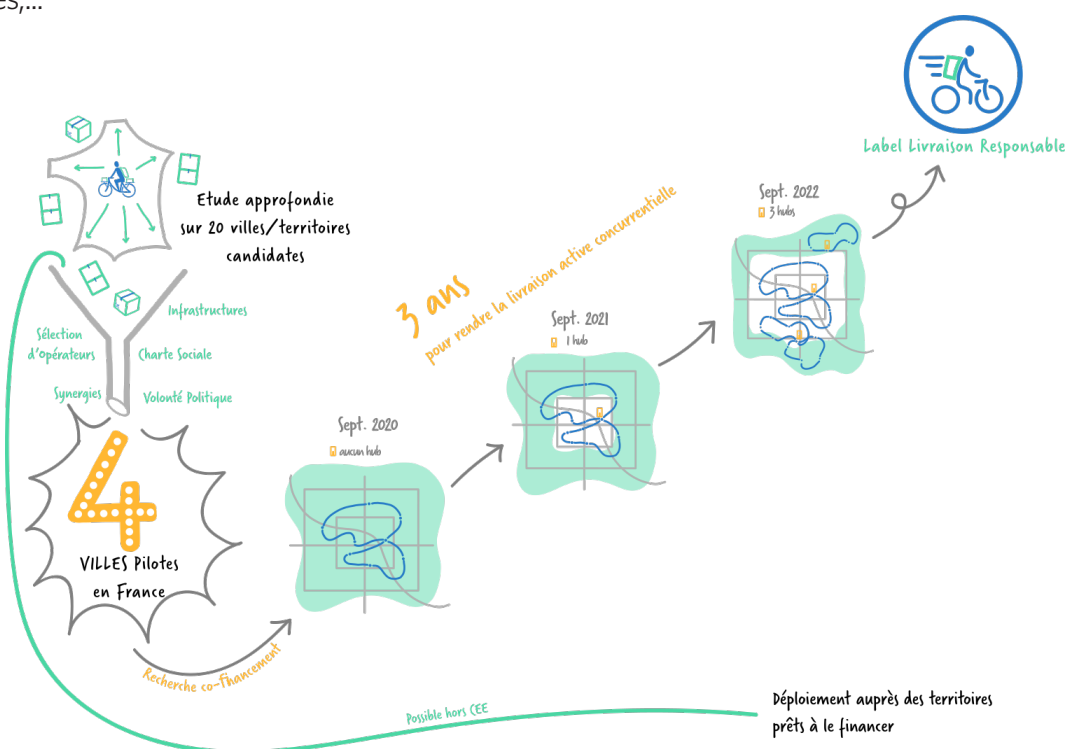 es,...
Label Livraison Responsable
Etude approfondie
sur 20 villes/territoires
candidates
Infrastructures
Sélection
d'opérateurs
Charte Sociale
Synergies
Volonté Politique
4
VILLES Pilotes
en France
Recherche co-financement
3 ans
pour rendre la livraison active concurrentielle
Sept. 2020
aucun hub
Sept. 2021
1 hub
Sept. 2022
3 hubs
Possible hors CEE
Déploiement auprès des territoires
prêts à le financer